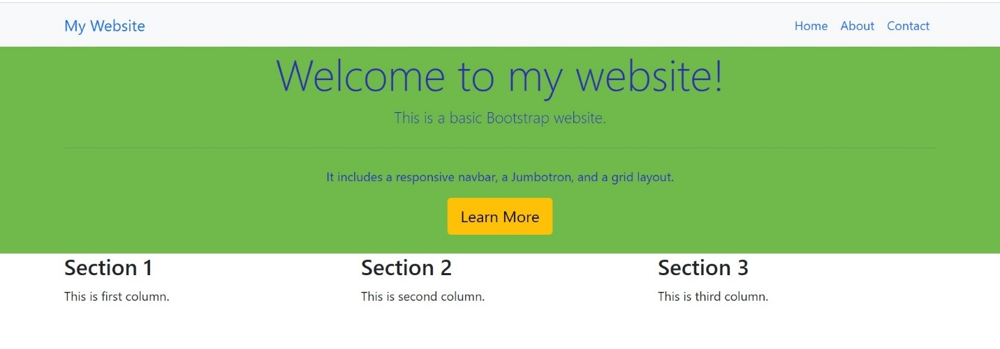 My Website
Home About Contact
Welcome to my website!
This is a basic Bootstrap website.
It includes a responsive navbar, a Jumbotron, and a grid layout.
Learn More
Section 1
This is first column.
Section 2
This is second column.
Section 3
This is third column.